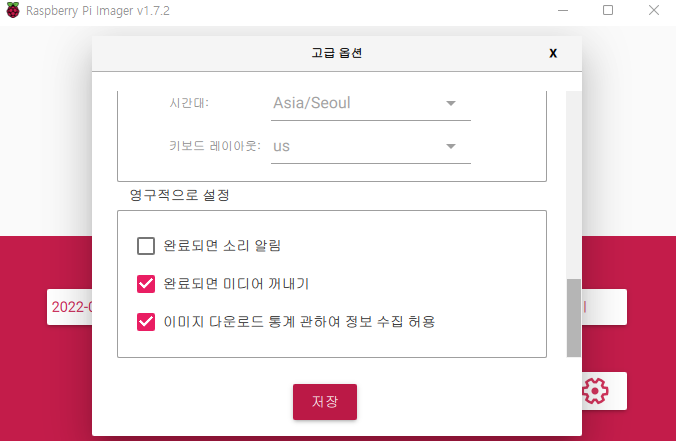 Raspberry Pi Imager v1.7.2
고급 옵션
X
시간대:
Asia/Seoul
키보드 레이아웃:
us
영구적으로 설정
완료되면 소리 알림
완료되면 미디어 꺼내기
이미지 다운로드 통계 관하여 정보 수집 허용
2022-0
저장